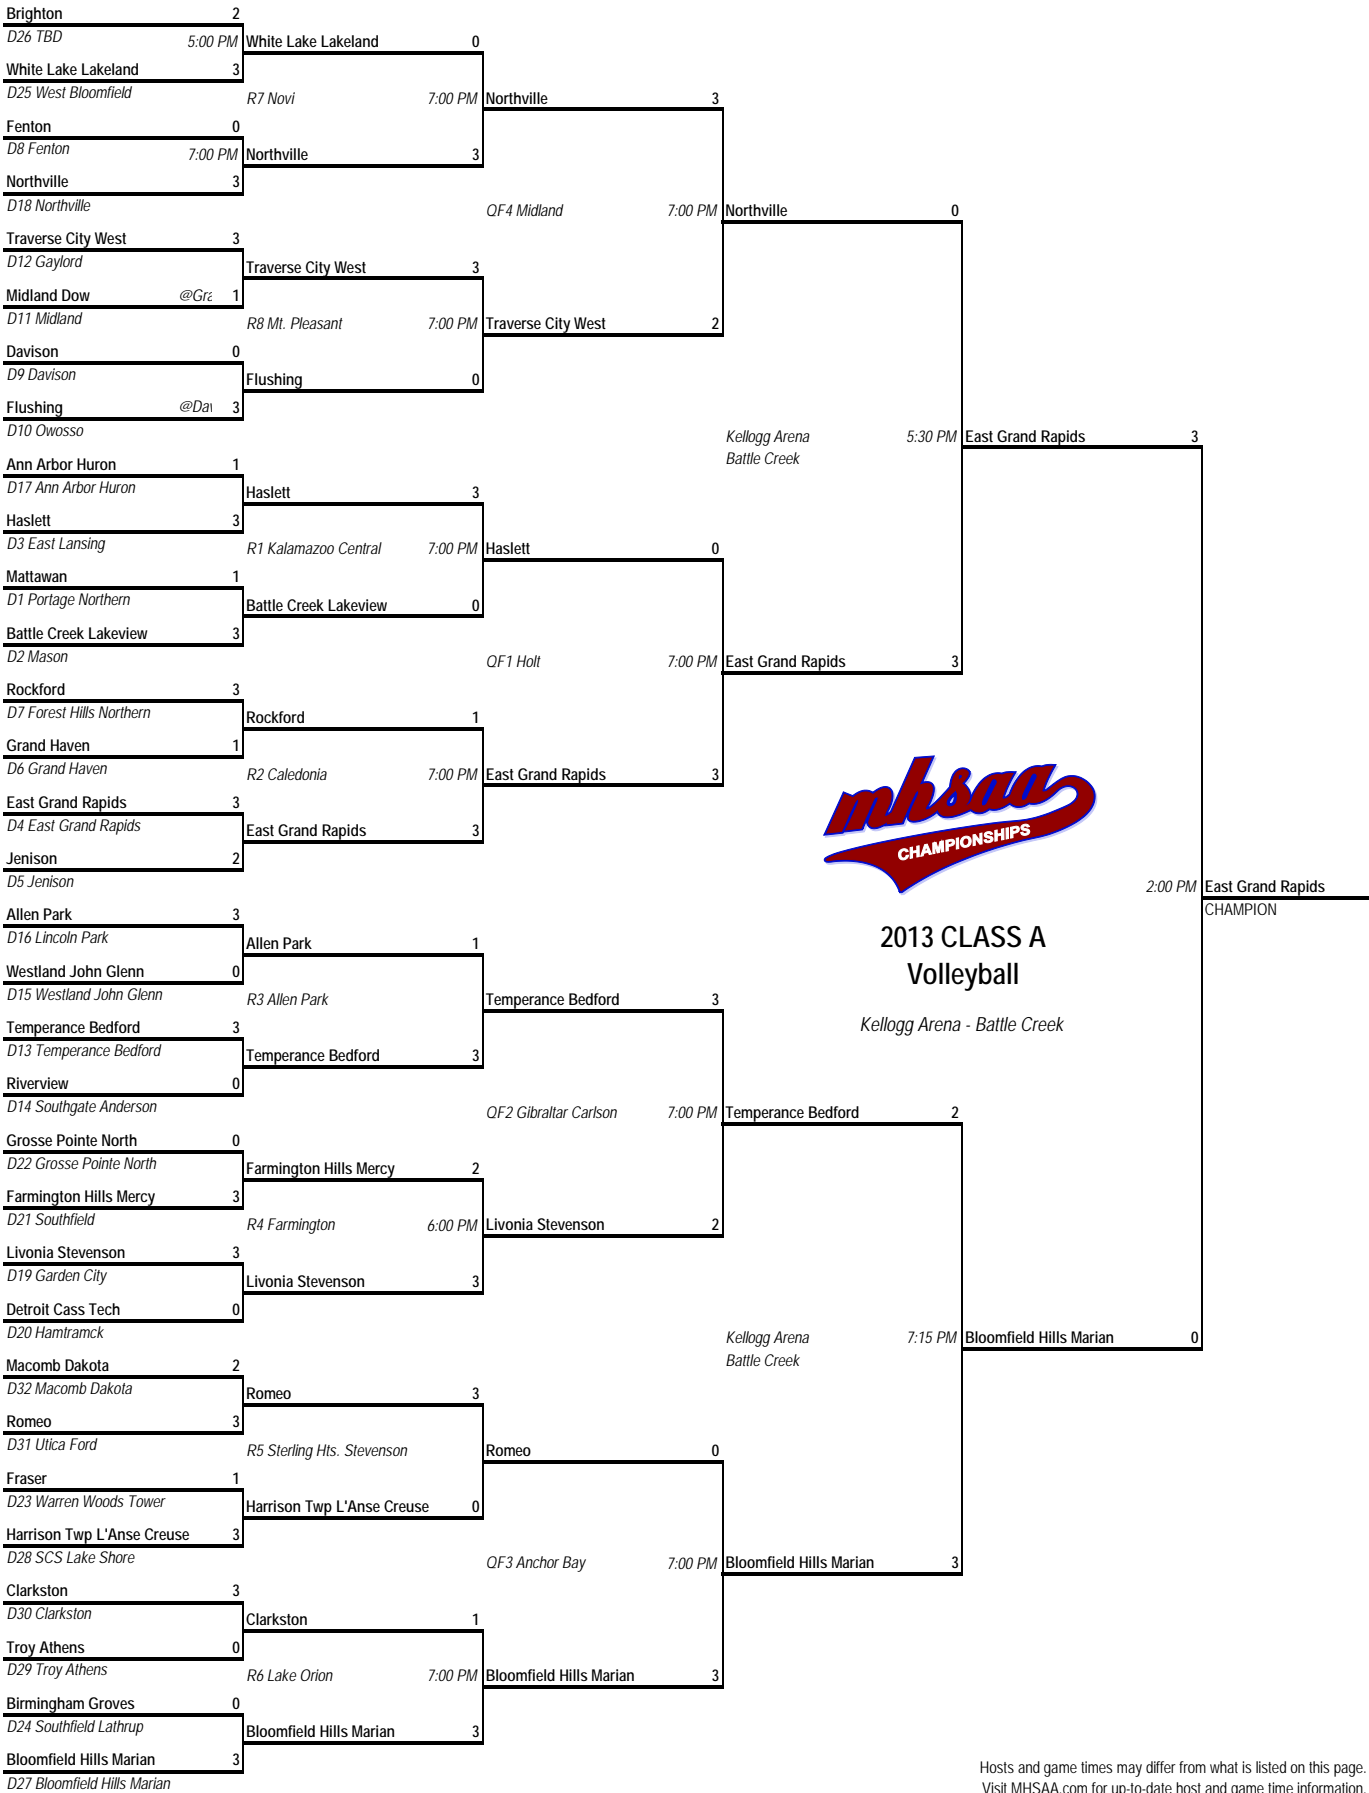 Brighton 2
D26 TBD
5:00 PM White Lake Lakeland 0
White Lake Lakeland 3
D25 West Bloomfield
R7 Novi 7:00 PM Northville 3
Fenton 0
D8 Fenton
7:00 PM Northville 3
Northville 3
D18 Northville
QF4 Midland 7:00 PM Northville 0
Traverse City West 3
D12 Gaylord
Traverse City West 3
Midland Dow @Gra 1
D11 Midland
R8 Mt. Pleasant 7:00 PM Traverse City West 2
Davison 0
D9 Davison
Flushing 0
Flushing @Dav 3
D10 Owosso
Kellogg Arena 5:30 PM East Grand Rapids 3
Battle Creek
Ann Arbor Huron 1
D17 Ann Arbor Huron
Haslett 3
Haslett 3
D3 East Lansing
R1 Kalamazoo Central 7:00 PM Haslett 0
Mattawan 1
D1 Portage Northern
Battle Creek Lakeview 0
Battle Creek Lakeview 3
D2 Mason
QF1 Holt 7:00 PM East Grand Rapids 3
Rockford 3
D7 Forest Hills Northern
Rockford 1
Grand Haven 1
D6 Grand Haven
R2 Caledonia 7:00 PM East Grand Rapids 3
East Grand Rapids 3
D4 East Grand Rapids
East Grand Rapids 3
Jenison 2
D5 Jenison
mhsaa
CHAMPIONSHIPS
2:00 PM East Grand Rapids
CHAMPION
2013 CLASS A
Volleyball
Kellogg Arena - Battle Creek
Allen Park 3
D16 Lincoln Park
Allen Park 1
Westland John Glenn 0
D15 Westland John Glenn
R3 Allen Park Temperance Bedford 3
Temperance Bedford 3
D13 Temperance Bedford
Temperance Bedford 3
Riverview 0
D14 Southgate Anderson
QF2 Gibraltar Carlson 7:00 PM Temperance Bedford 2
Grosse Pointe North 0
D22 Grosse Pointe North
Farmington Hills Mercy 2
Farmington Hills Mercy 3
D21 Southfield
R4 Farmington 6:00 PM Livonia Stevenson 2
Livonia Stevenson 3
D19 Garden City
Livonia Stevenson 3
Detroit Cass Tech 0
D20 Hamtramck
Kellogg Arena 7:15 PM Bloomfield Hills Marian 0
Battle Creek
Macomb Dakota 2
D32 Macomb Dakota
Romeo 3
Romeo 3
D31 Utica Ford
R5 Sterling Hts. Stevenson Romeo 0
Fraser 1
D23 Warren Woods Tower
Harrison Twp L'Anse Creuse 0
Harrison Twp L'Anse Creuse 3
D28 SCS Lake Shore
QF3 Anchor Bay 7:00 PM Bloomfield Hills Marian 3
Clarkston 3
D30 Clarkston
Clarkston 1
Troy Athens 0
D29 Troy Athens
R6 Lake Orion 7:00 PM Bloomfield Hills Marian 3
Birmingham Groves 0
D24 Southfield Lathrup
Bloomfield Hills Marian 3
Bloomfield Hills Marian 3
D27 Bloomfield Hills Marian
Hosts and game times may differ from what is listed on this page.
Visit MHSAA.com for up-to-date host and game time information.